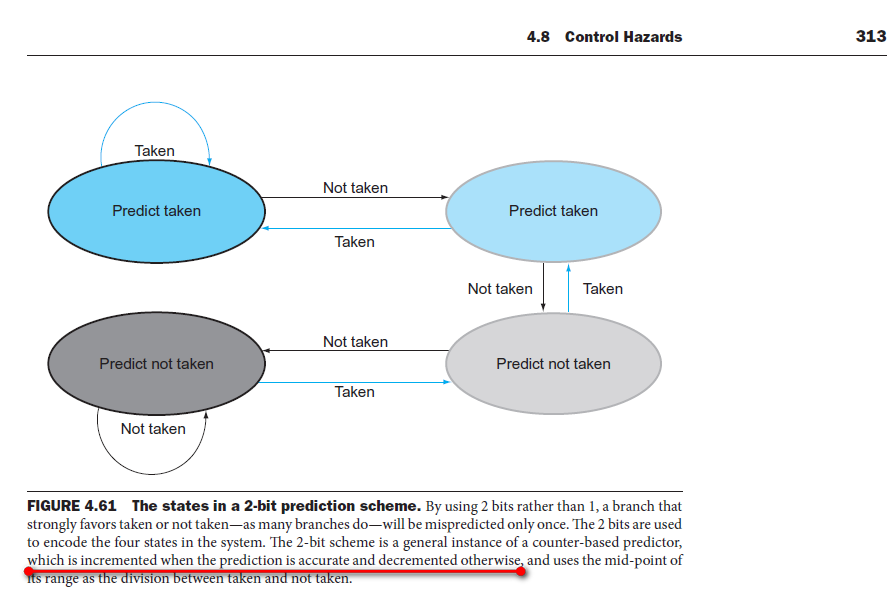 4.8 Control Hazards 313
Taken
Not taken
Predict taken
Predict taken
Taken
Not taken
Taken
Not taken
Predict not taken
Predict not taken
Taken
Not taken
FIGURE 4.61 The states in a 2-bit prediction scheme. By using 2 bits rather than 1, a branch that
strongly favors taken or not taken—as many branches do—will be mispredicted only once. The 2 bits are used
to encode the four states in the system. The 2-bit scheme is a general instance of a counter-based predictor,
which is incremented when the prediction is accurate and decremented otherwise, and uses the mid-point of
its range as the division between taken and not taken.